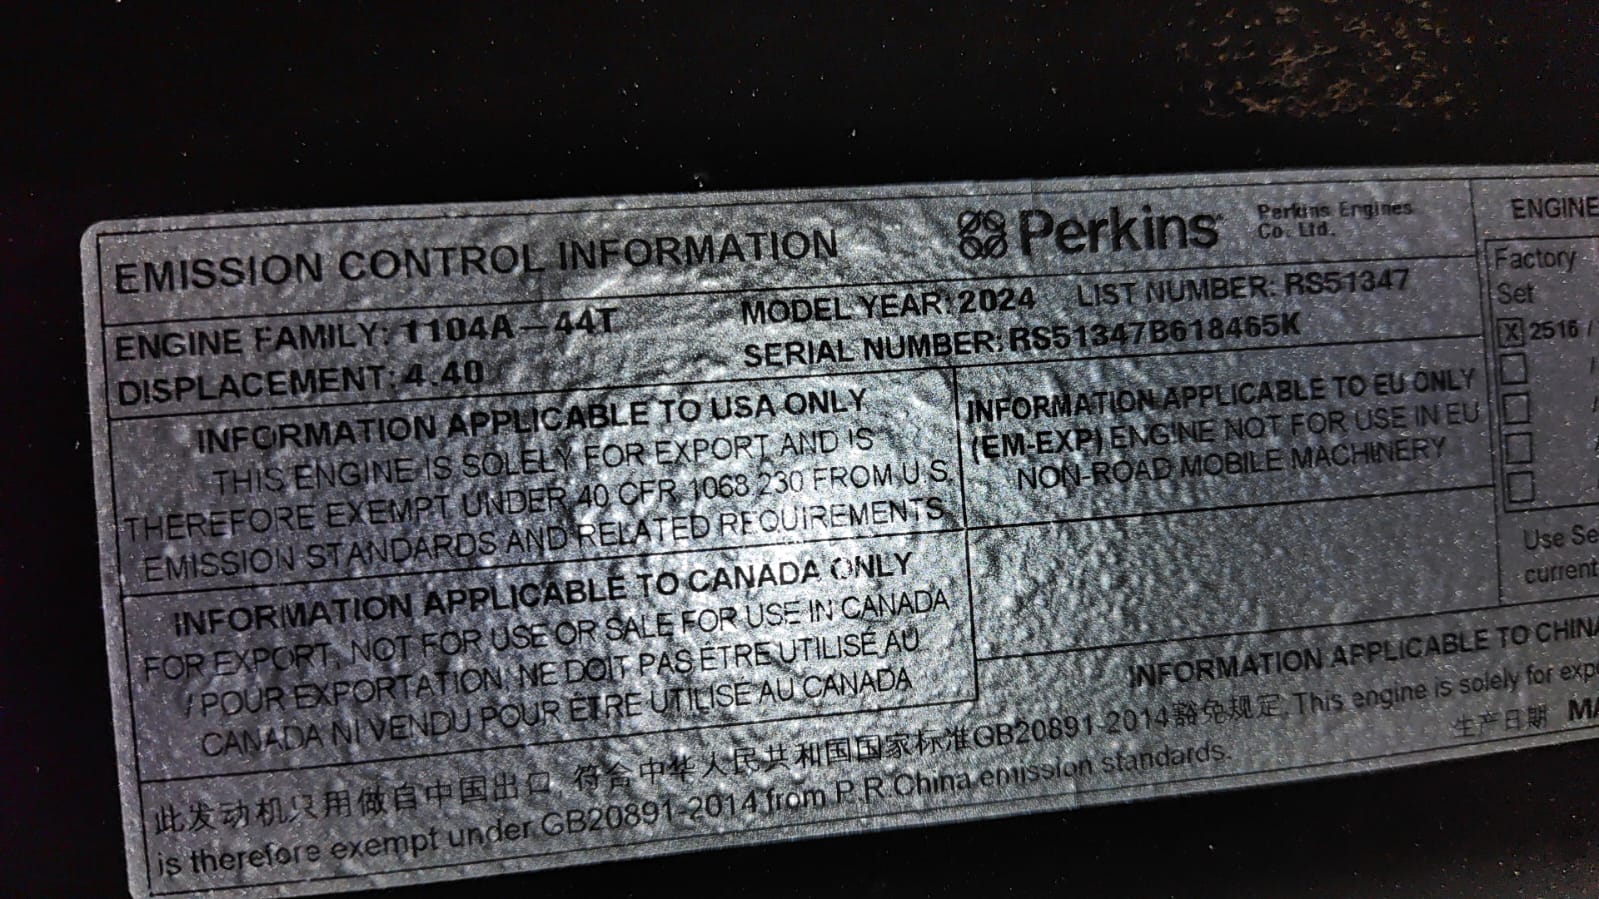 EMISSION CONTROL INFORMATION
Perkins
Perkins Engines
Co. Ltd.
ENGINE FAMILY: 1104A-44T
MODEL YEAR: 2024
LIST NUMBER: RS51347
DISPLACEMENT: 4.40
SERIAL NUMBER: RS51347B618465K
INFORMATION APPLICABLE TO USA ONLY
THIS ENGINE IS SOLELY FOR EXPORT AND IS
THEREFORE EXEMPT UNDER 40 CFR 1068.230 FROM U.S.
EMISSION STANDARDS AND RELATED REQUIREMENTS
INFORMATION APPLICABLE TO EU ONLY
(EM-EXP) ENGINE NOT FOR USE IN EU
NON-ROAD MOBILE MACHINERY
INFORMATION APPLICABLE TO CANADA ONLY
FOR EXPORT, NOT FOR USE OR SALE FOR USE IN CANADA
/ POUR EXPORTATION, NE DOIT PAS ÊTRE UTILISÉ AU
CANADA NI VENDU POUR ÊTRE UTILISÉ AU CANADA
ENGINE
Factory
Set
X 2516 /
Use
current
INFORMATION APPLICABLE TO CHINA
此发动机只用做自中国出口, 符合中华人民共和国国家标准GB20891-2014豁免规定. This engine is solely for
is therefore exempt under GB20891-2014 from P.R.China emission standards.
生产日期